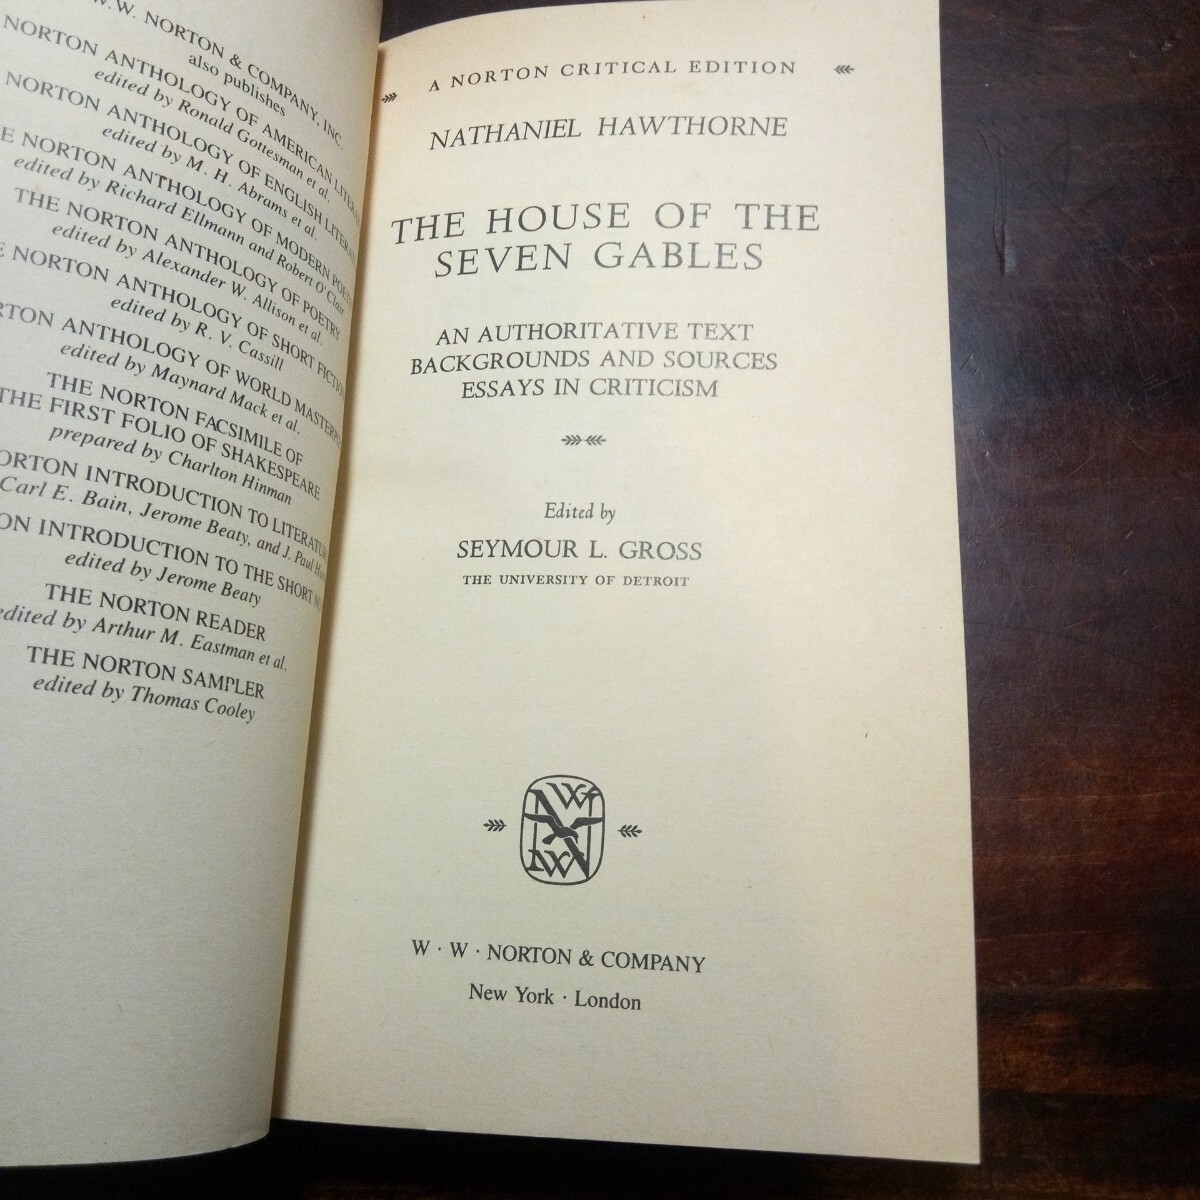 W. W. NORTON & COMPANY, INC.
also publishes
NORTON ANTHOLOGY OF AMERICAN
edited by Ronald Gottesman et al.
NORTON ANTHOLOGY OF ENGLISH
edited by M. H. Abrams et al.
NORTON ANTHOLOGY OF MODERN
edited by Richard Ellmann and Robert O'Clair
THE NORTON ANTHOLOGY OF POETRY
edited by Alexander W. Allison et al.
NORTON ANTHOLOGY OF SHORT FICTION
edited by R. V. Cassill
ANTHOLOGY OF WORLD
edited by Maynard Mack et al.
THE NORTON FACSIMILE OF
THE FIRST FOLIO OF SHAKESPEARE
prepared by Charlton Hinman
INTRODUCTION TO
Carl E. Bain, Jerome Beaty, and J. Paul
INTRODUCTION TO THE SHORT
edited by Jerome Beaty
THE NORTON READER
edited by Arthur M. Eastman et al.
THE NORTON SAMPLER
edited by Thomas Cooley
A NORTON CRITICAL EDITION
NATHANIEL HAWTHORNE
THE HOUSE OF THE
SEVEN GABLES
AN AUTHORITATIVE TEXT
BACKGROUNDS AND SOURCES
ESSAYS IN CRITICISM
Edited by
SEYMOUR L. GROSS
THE UNIVERSITY OF DETROIT
W · W · NORTON & COMPANY
New York · London